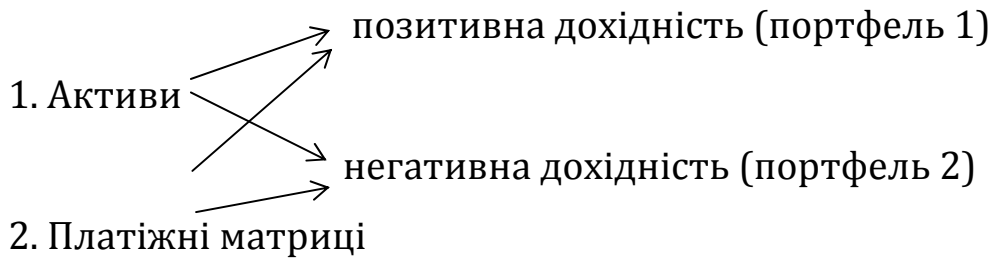 позитивна дохідність (портфель 1)
1. Активи
негативна дохідність (портфель 2)
2. Платіжні матриці